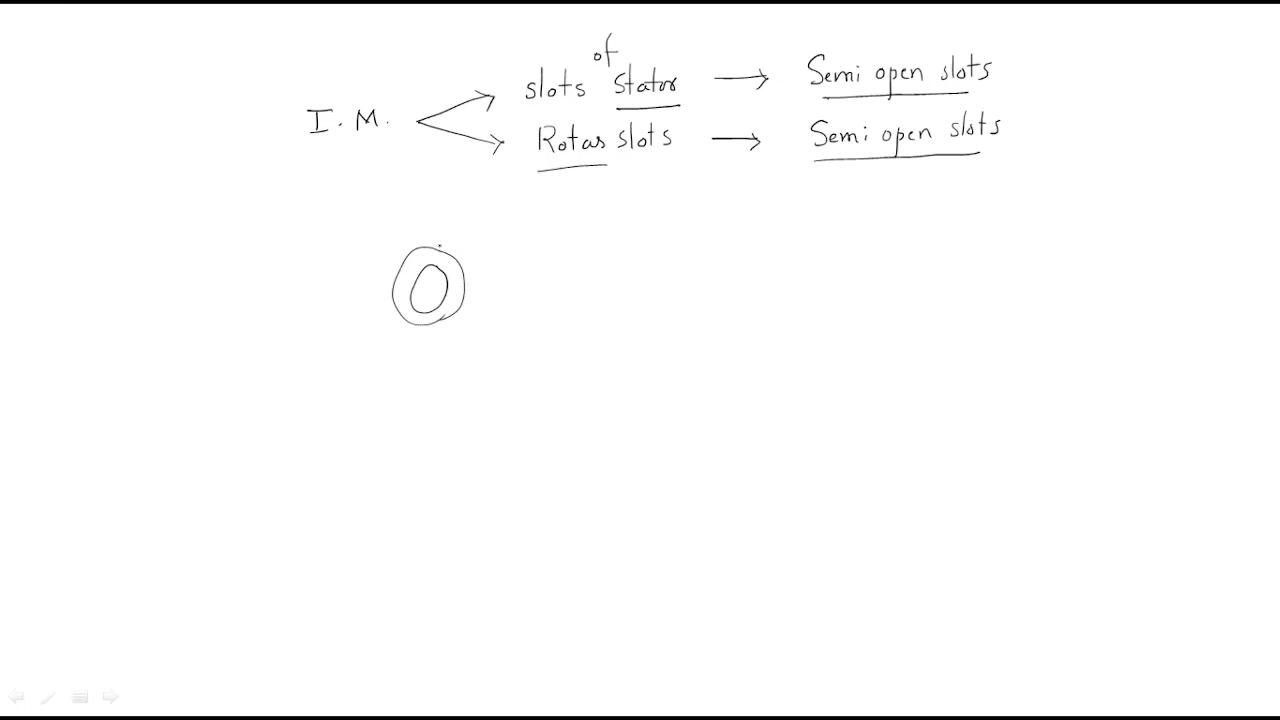 I.M.
slots of stator → Semi open slots
Rotor slots → Semi open slots